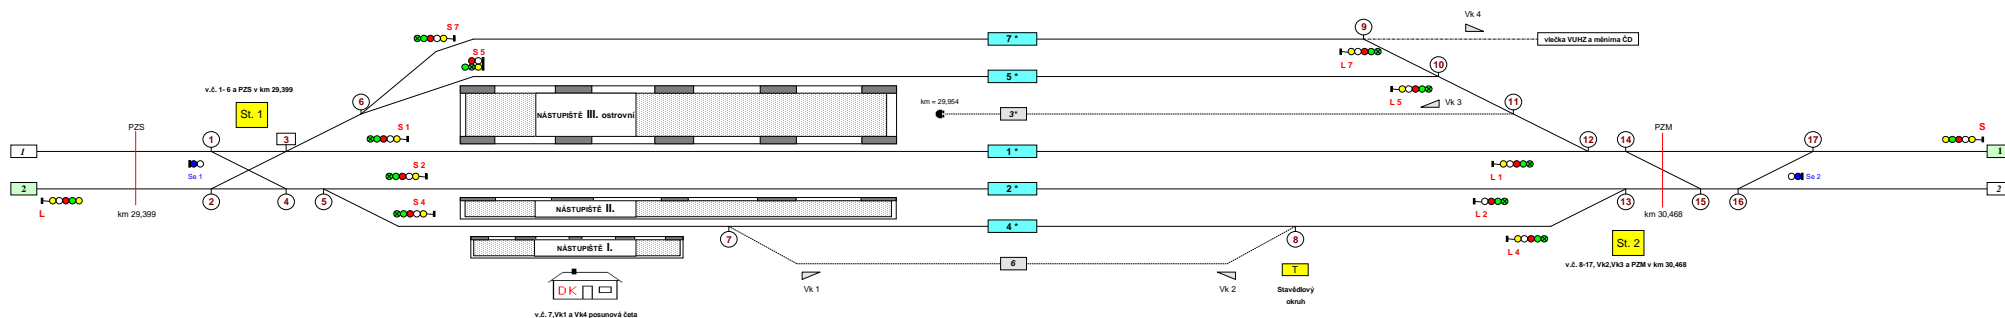 Vk 4
S 7
9
7 *
vlečka VUHZ a měnírna ČD
S 5
L 7
10
5 *
v.č. 1- 6 a PZS v km 29,399
St. 1
6
L 5
Vk 3
km = 29,954
NÁSTUPIŠTĚ III. ostrovní
3*
11
PZS
1
3
S 1
12
14
PZM
17
S
1
1 *
1
Se 1
S 2
L 1
Se 2
2
2 *
2
L
km 29,399
2
4
5
S 4
NÁSTUPIŠTĚ II.
L 2
13
km 30,468
15
16
4 *
7
8
L 4
St. 2
NÁSTUPIŠTĚ I.
6
T
v.č. 8-17, Vk2,Vk3 a PZM v km 30,468
DK
Vk 1
Vk 2
Stavědlový
okruh
v.č. 7,Vk1 a Vk4 posunová četa